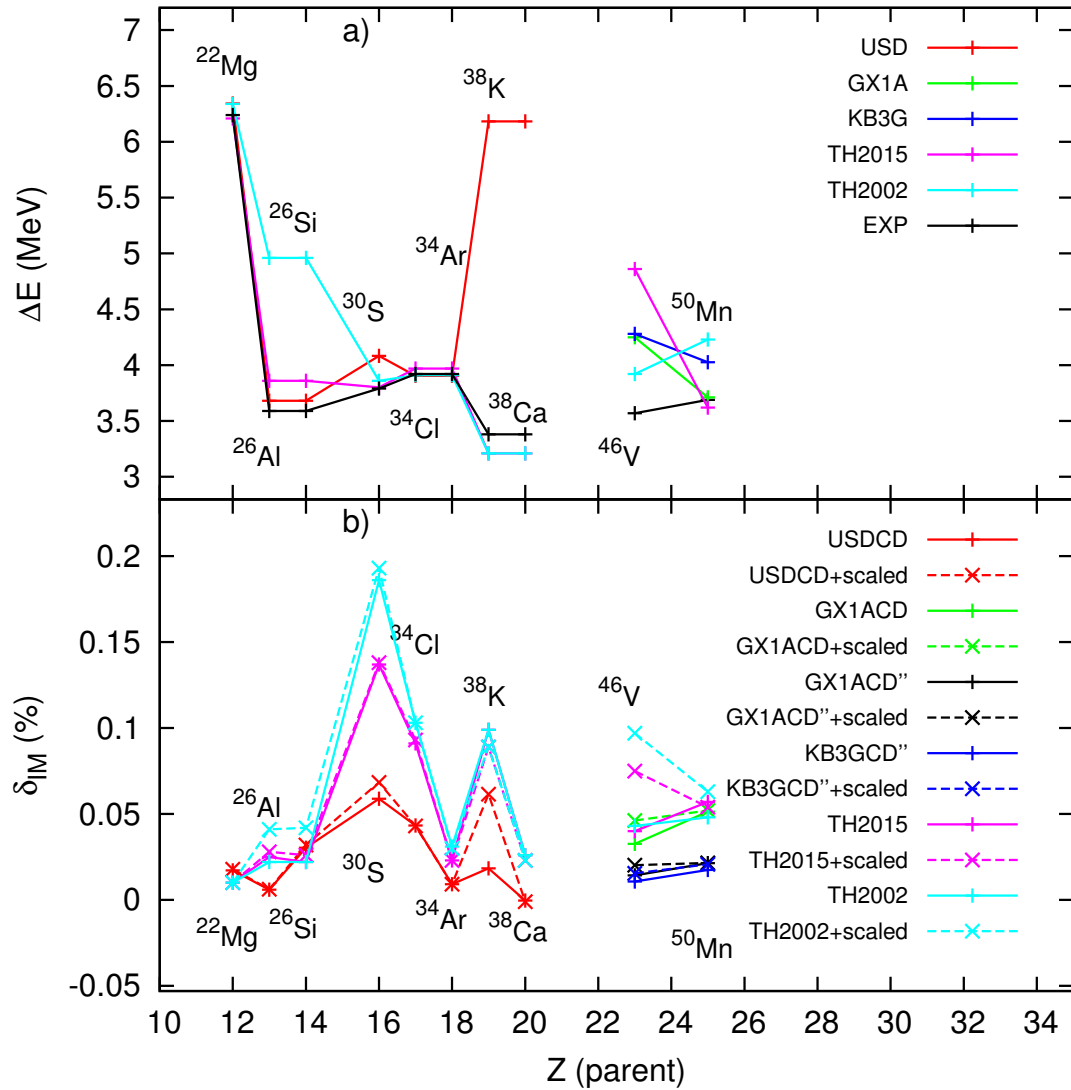 a)
7
6.5
6
5.5
5
4.5
4
3.5
3
ΔE (MeV)
²²Mg
²⁶Si
²⁶Al
³⁰S
³⁴Cl
³⁴Ar
³⁸K
³⁸Ca
⁴⁶V
⁵⁰Mn
USD
GX1A
KB3G
TH2015
TH2002
EXP
b)
0.2
0.15
0.1
0.05
0
-0.05
δIM (%)
²²Mg
²⁶Al
²⁶Si
³⁰S
³⁴Cl
³⁴Ar
³⁸K
³⁸Ca
⁴⁶V
⁵⁰Mn
USDCD
USDCD+scaled
GX1ACD
GX1ACD+scaled
GX1ACD''
GX1ACD''+scaled
KB3GCD''
KB3GCD''+scaled
TH2015
TH2015+scaled
TH2002
TH2002+scaled
10 12 14 16 18 20 22 24 26 28 30 32 34
Z (parent)